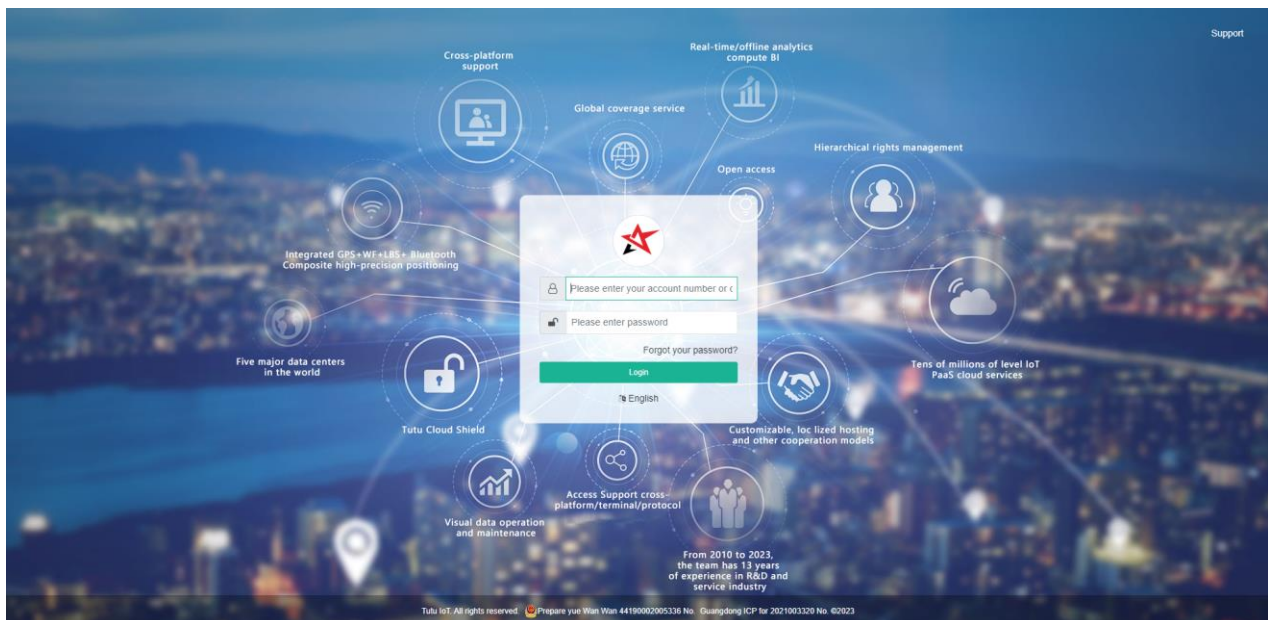 Support
Cross-platform
support
Real-time/offline analytics
compute BI
Global coverage service
Hierarchical rights management
Open access
Integrated GPS+WF+LBS+ Bluetooth
Composite high-precision positioning
Please enter your account number or c
Please enter password
Forgot your password?
Login
English
Five major data centers
in the world
Tens of millions of level IoT
PaaS cloud services
Tutu Cloud Shield
Customizable, loc lized hosting
and other cooperation models
Access Support cross-
platform/terminal/protocol
Visual data operation
and maintenance
From 2010 to 2023,
the team has 13 years
of experience in R&D and
service industry
Tutu IoT. All rights reserved. Prepare yue Wan Wan 44190002005336 No. Guangdong ICP for 2021003320 No. ©2023